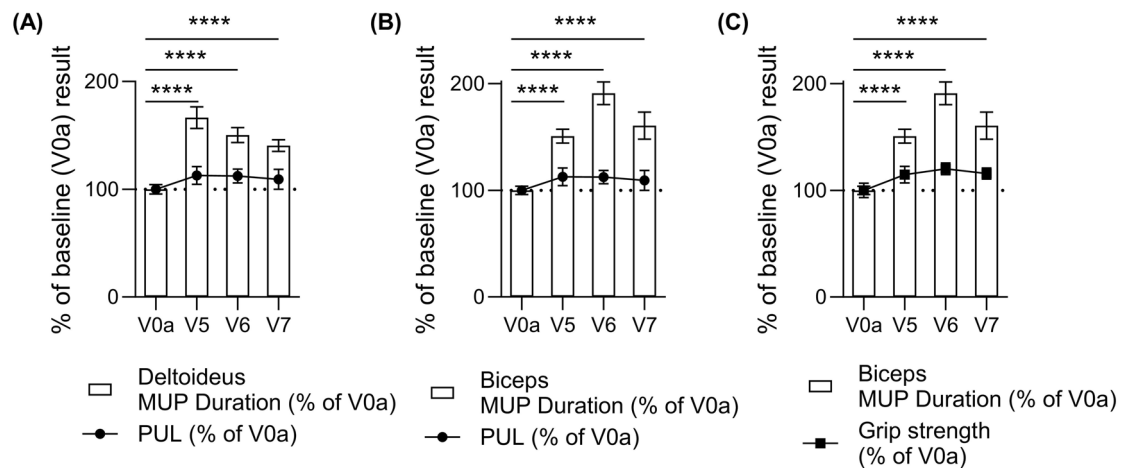 (A)
% of baseline (V0a) result
200
100
0
****
****
****
V0a V5 V6 V7
Deltoideus
MUP Duration (% of V0a)
PUL (% of V0a)
(B)
% of baseline (V0a) result
200
100
0
****
****
****
V0a V5 V6 V7
Biceps
MUP Duration (% of V0a)
PUL (% of V0a)
(C)
% of baseline (V0a) result
200
100
0
****
****
****
V0a V5 V6 V7
Biceps
MUP Duration (% of V0a)
Grip strength
(% of V0a)